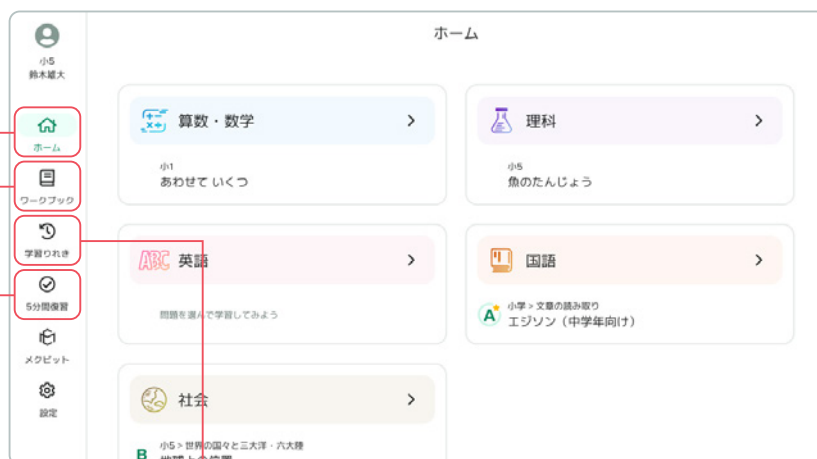 小5
鈴木雄大
ホーム
ワークブック
学習りれき
5分間復習
メクビット
設定
ホーム
算数・数学
小1
あわせて いくつ
理科
小5
魚のたんじょう
ABC 英語
問題を選んで学習してみよう
国語
A
小学 > 文章の読み取り
エジソン（中学年向け）
社会
B
小5 > 世界の国々と三大洋・六大陸